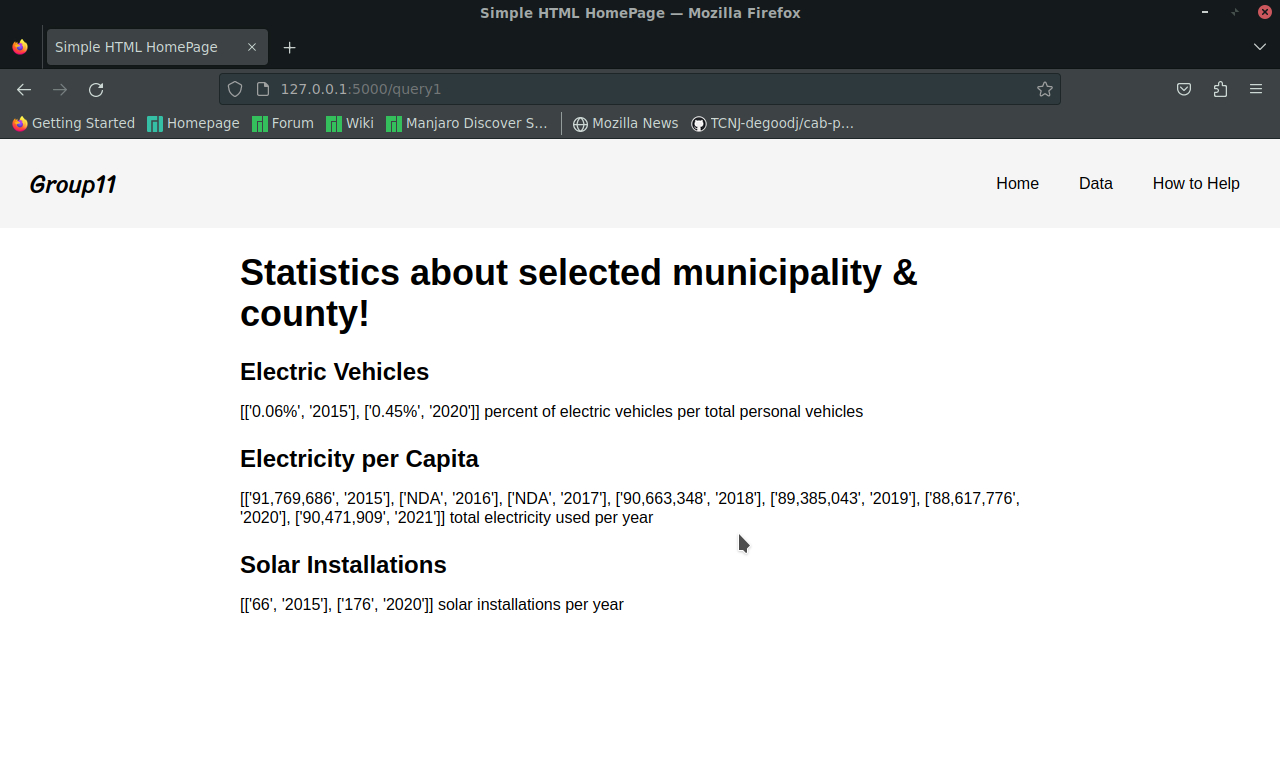 Simple HTML HomePage — Mozilla Firefox
Simple HTML HomePage
127.0.0.1:5000/query1
Getting Started Homepage Forum Wiki Manjaro Discover S... Mozilla News TCNJ-degoodj/cab-p...
Group11 Home Data How to Help
Statistics about selected municipality &
county!
Electric Vehicles
[['0.06%', '2015'], ['0.45%', '2020']] percent of electric vehicles per total personal vehicles
Electricity per Capita
[['91,769,686', '2015'], ['NDA', '2016'], ['NDA', '2017'], ['90,663,348', '2018'], ['89,385,043', '2019'], ['88,617,776',
'2020'], ['90,471,909', '2021']] total electricity used per year
Solar Installations
[['66', '2015'], ['176', '2020']] solar installations per year